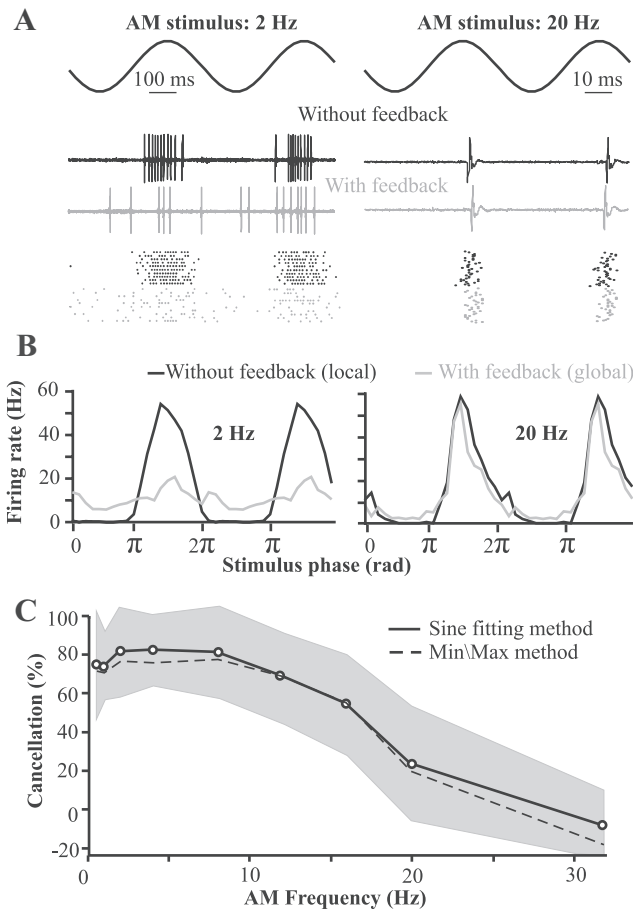 A
AM stimulus: 2 Hz
AM stimulus: 20 Hz
100 ms
10 ms
Without feedback
With feedback
B
Without feedback (local)
With feedback (global)
Firing rate (Hz)
60
40
20
0
2 Hz
20 Hz
0 π 2π π
0 π 2π π
Stimulus phase (rad)
C
Cancellation (%)
100
80
60
40
20
0
-20
Sine fitting method
Min\Max method
0 10 20 30
AM Frequency (Hz)